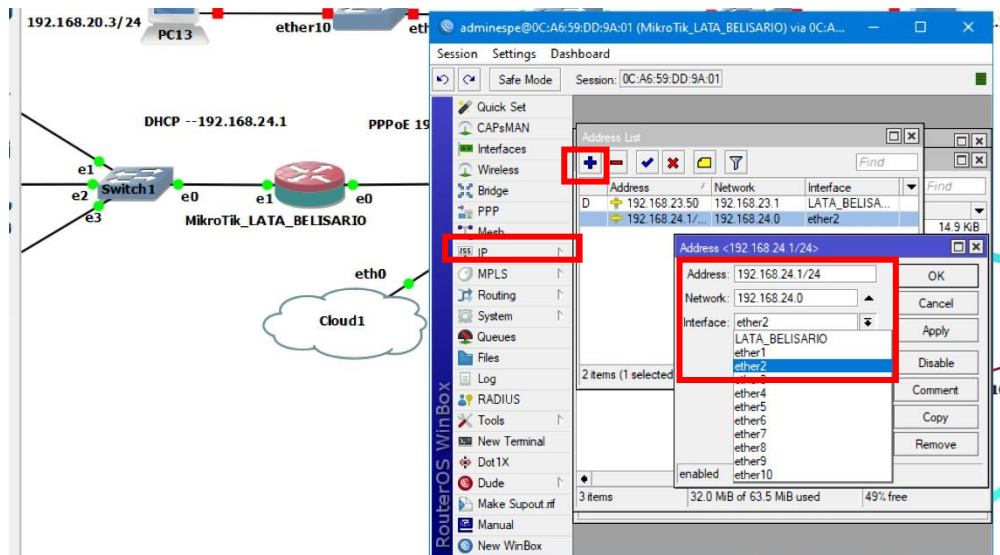 192.168.20.3/24
PC13
ether10
eth
DHCP --192.168.24.1
PPPoE 19
e1
e2
Switch1
e0
e1
e0
e3
MikroTik_LATA_BELISARIO
eth0
Cloud1
adminespe@0C:A6:59:DD:9A:01 (MikroTik_LATA_BELISARIO) via 0C:A...
Session Settings Dashboard
Safe Mode Session: 0C:A6:59:DD:9A:01
Quick Set
CAPsMAN
Interfaces
Wireless
Bridge
PPP
Mesh
IP
MPLS
Routing
System
Queues
Files
Log
RADIUS
Tools
New Terminal
Dot1X
Dude
Make Supout.rif
Manual
New WinBox
RouterOS WinBox
Address List
Find
Address Network Interface
D 192.168.23.50 192.168.23.1 LATA_BELISA...
192.168.24.1/... 192.168.24.0 ether2
2 items (1 selected
Find
14.9 KiB
Address <192.168.24.1/24>
Address: 192.168.24.1/24
Network: 192.168.24.0
Interface: ether2
LATA_BELISARIO
ether1
ether2
ether3
ether4
ether5
ether6
ether7
ether8
ether9
ether10
OK
Cancel
Apply
Disable
Comment
Copy
Remove
enabled
3 items 32.0 MiB of 63.5 MiB used 49% free